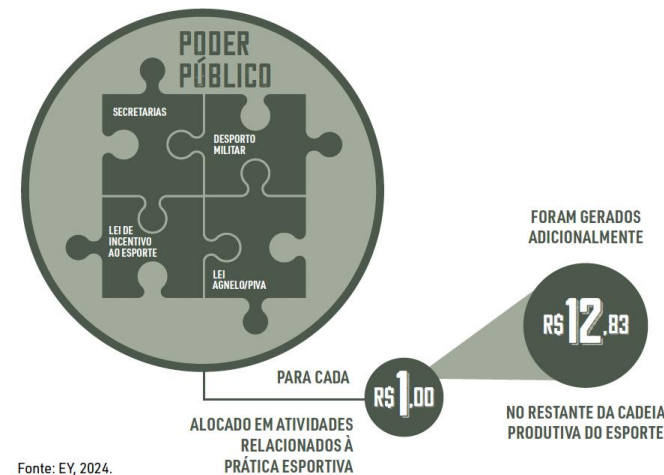 PODER
PÚBLICO
SECRETARIAS
DESPORTO
MILITAR
LEI DE
INCENTIVO
AO ESPORTE
LEI
AGNELO/PIVA
PARA CADA
R$1,00
ALOCADO EM ATIVIDADES
RELACIONADOS À
PRÁTICA ESPORTIVA
FORAM GERADOS
ADICIONALMENTE
R$12,83
NO RESTANTE DA CADEIA
PRODUTIVA DO ESPORTE
Fonte: EY, 2024.